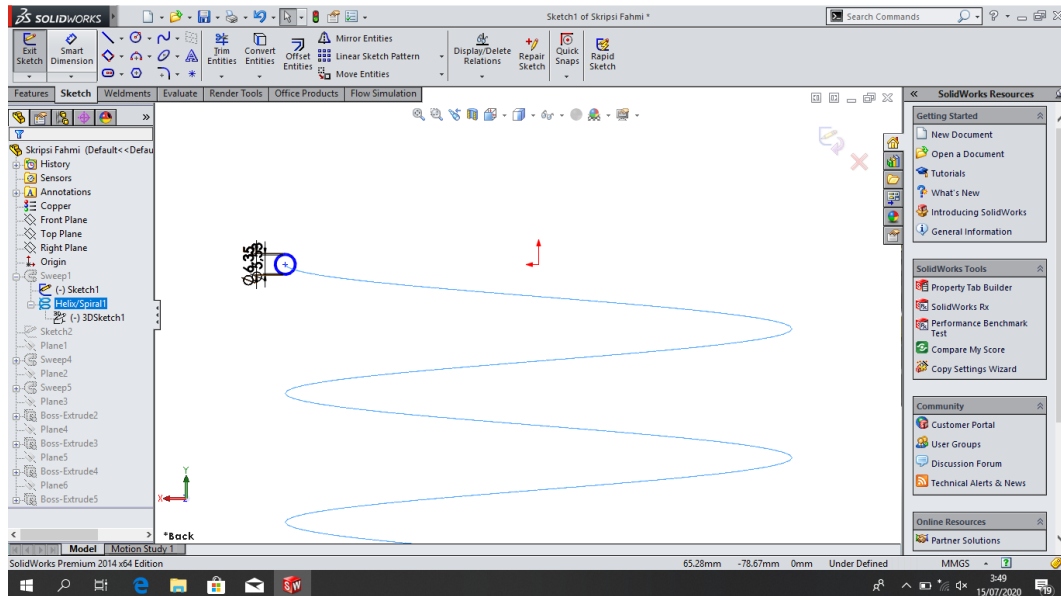 SOLIDWORKS
Sketch1 of Skripsi Fahmi *
Search Commands
Exit Sketch
Smart Dimension
Trim Entities
Convert Entities
Offset Entities
Mirror Entities
Linear Sketch Pattern
Move Entities
Display/Delete Relations
Repair Sketch
Quick Snaps
Rapid Sketch
Features Sketch Weldments Evaluate Render Tools Office Products Flow Simulation
Skripsi Fahmi (Default<<Defau
History
Sensors
Annotations
Copper
Front Plane
Top Plane
Right Plane
Origin
Sweep1
(-) Sketch1
Helix/Spiral1
(-) 3DSketch1
Sketch2
Plane1
Sweep4
Plane2
Sweep5
Plane3
Boss-Extrude2
Plane4
Boss-Extrude3
Plane5
Boss-Extrude4
Plane6
Boss-Extrude5
Ø6.35
Y
X
*Back
SolidWorks Resources
Getting Started
New Document
Open a Document
Tutorials
What's New
Introducing SolidWorks
General Information
SolidWorks Tools
Property Tab Builder
SolidWorks Rx
Performance Benchmark
Test
Compare My Score
Copy Settings Wizard
Community
Customer Portal
User Groups
Discussion Forum
Technical Alerts & News
Online Resources
Partner Solutions
Model Motion Study 1
SolidWorks Premium 2014 x64 Edition
65.28mm -78.67mm 0mm Under Defined MMGS
3:49
15/07/2020